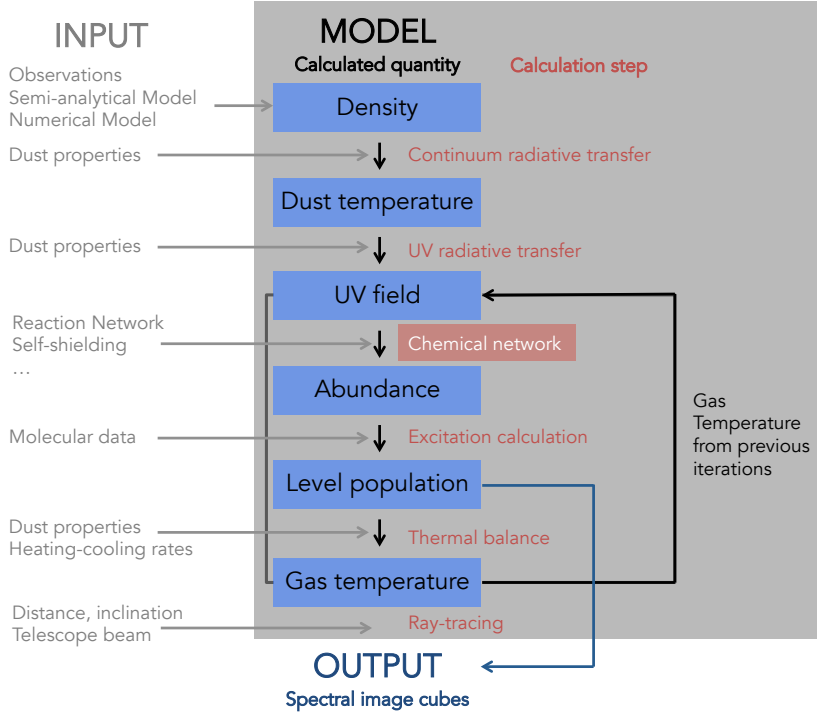 INPUT
MODEL
Calculated quantity
Calculation step
Observations
Semi-analytical Model
Numerical Model
Density
Dust properties
Continuum radiative transfer
Dust temperature
Dust properties
UV radiative transfer
UV field
Reaction Network
Self-shielding
…
Chemical network
Abundance
Gas
Temperature
from previous
iterations
Molecular data
Excitation calculation
Level population
Dust properties
Heating-cooling rates
Thermal balance
Gas temperature
Distance, inclination
Telescope beam
Ray-tracing
OUTPUT
Spectral image cubes